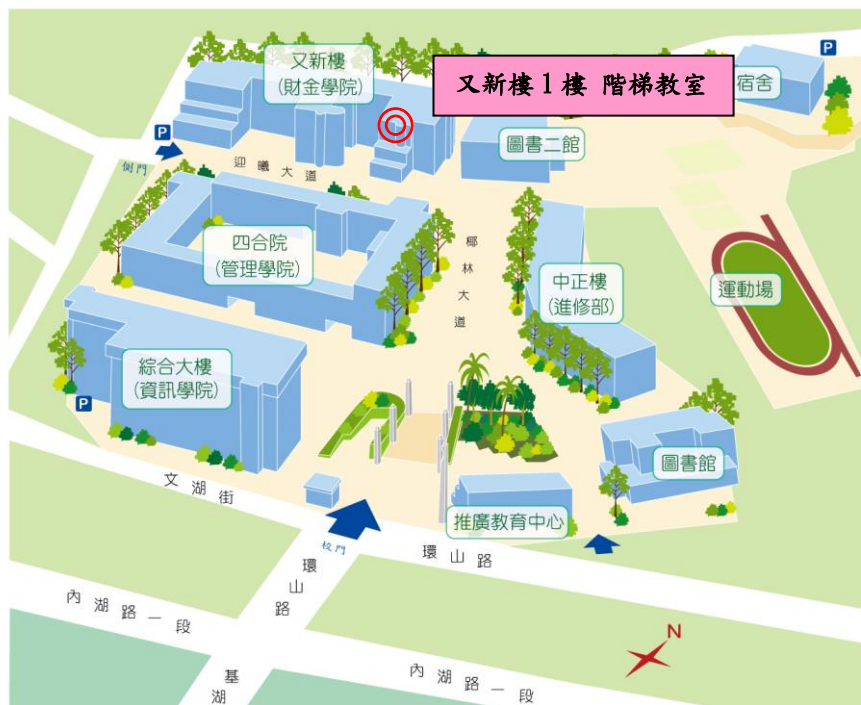 又新樓
(財金學院)
又新樓1樓 階梯教室
宿舍
P
P
圖書二館
側門
迎曦大道
四合院
(管理學院)
椰林大道
中正樓
(進修部)
運動場
綜合大樓
(資訊學院)
P
圖書館
文湖街
推廣教育中心
校門
環山路
環山路
內湖路一段
N
內湖路一段
基湖